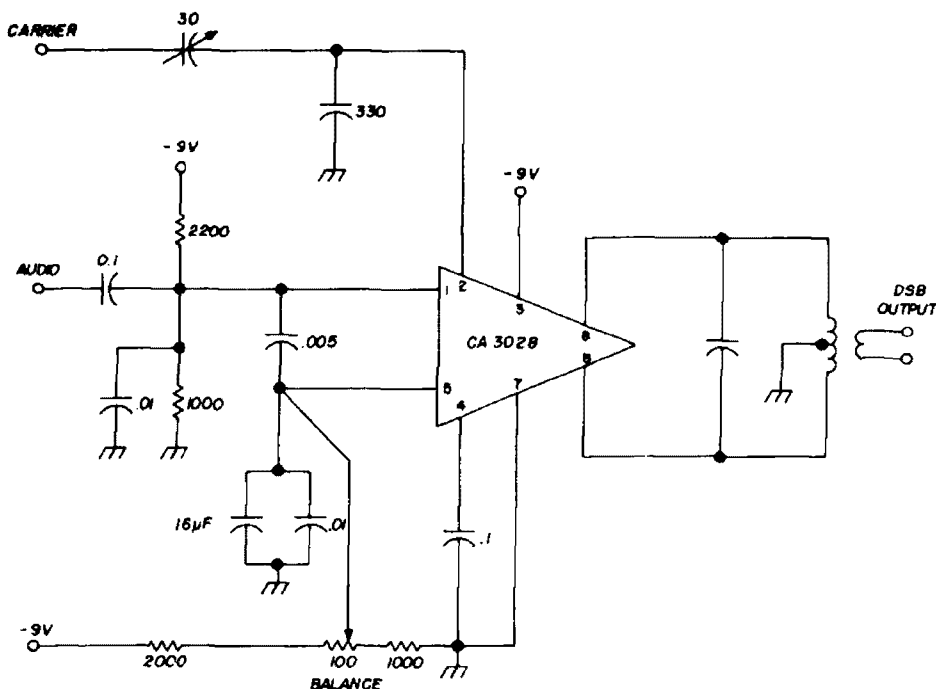 CARRIER
30
330
-9V
-9V
2200
AUDIO
0.1
1
2
3
.005
CA 3028
6
8
DSB
OUTPUT
5
4
7
.01
1000
16µF
.01
.1
-9V
2000
100
1000
BALANCE